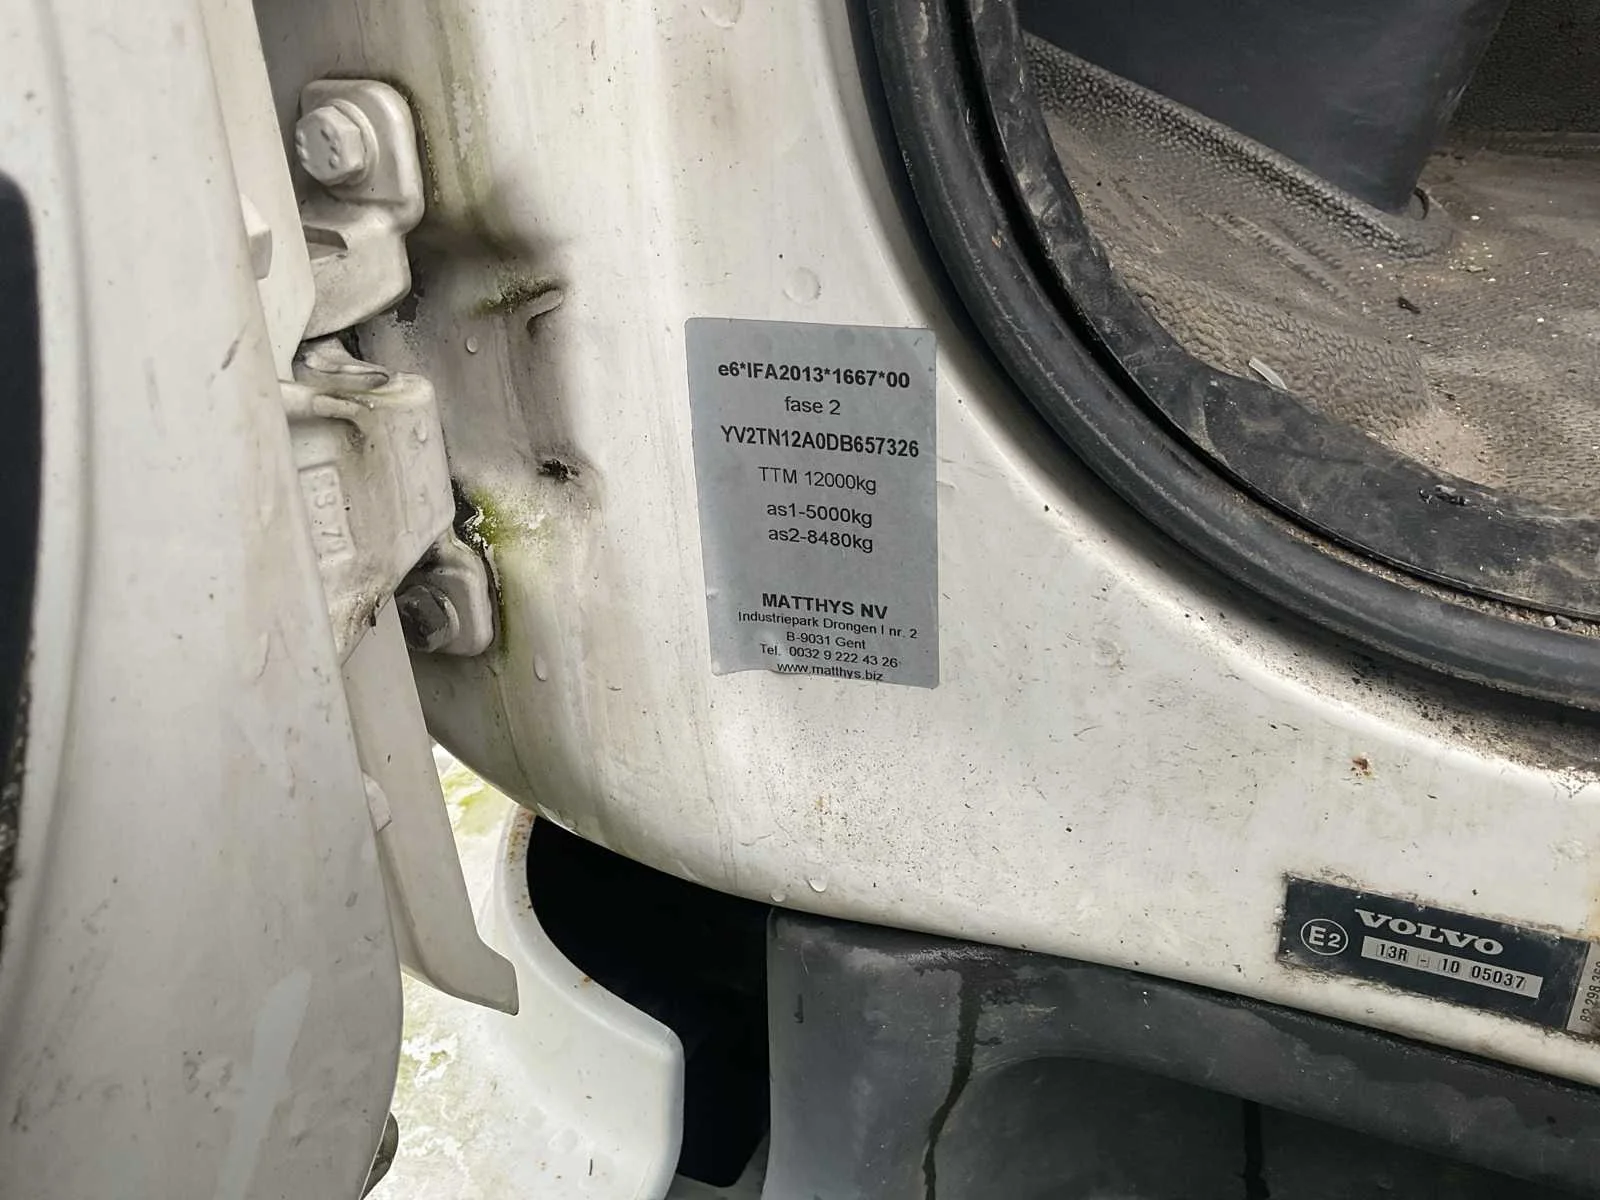 e6*IFA2013*1667*00
fase 2
YV2TN12A0DB657326
TTM 12000kg
as1-5000kg
as2-8480kg
MATTHYS NV
Industriepark Drongen I nr. 2
B-9031 Gent
Tel. 0032 9 222 43 26
www.matthys.biz
E2
VOLVO
13R - 10 05037